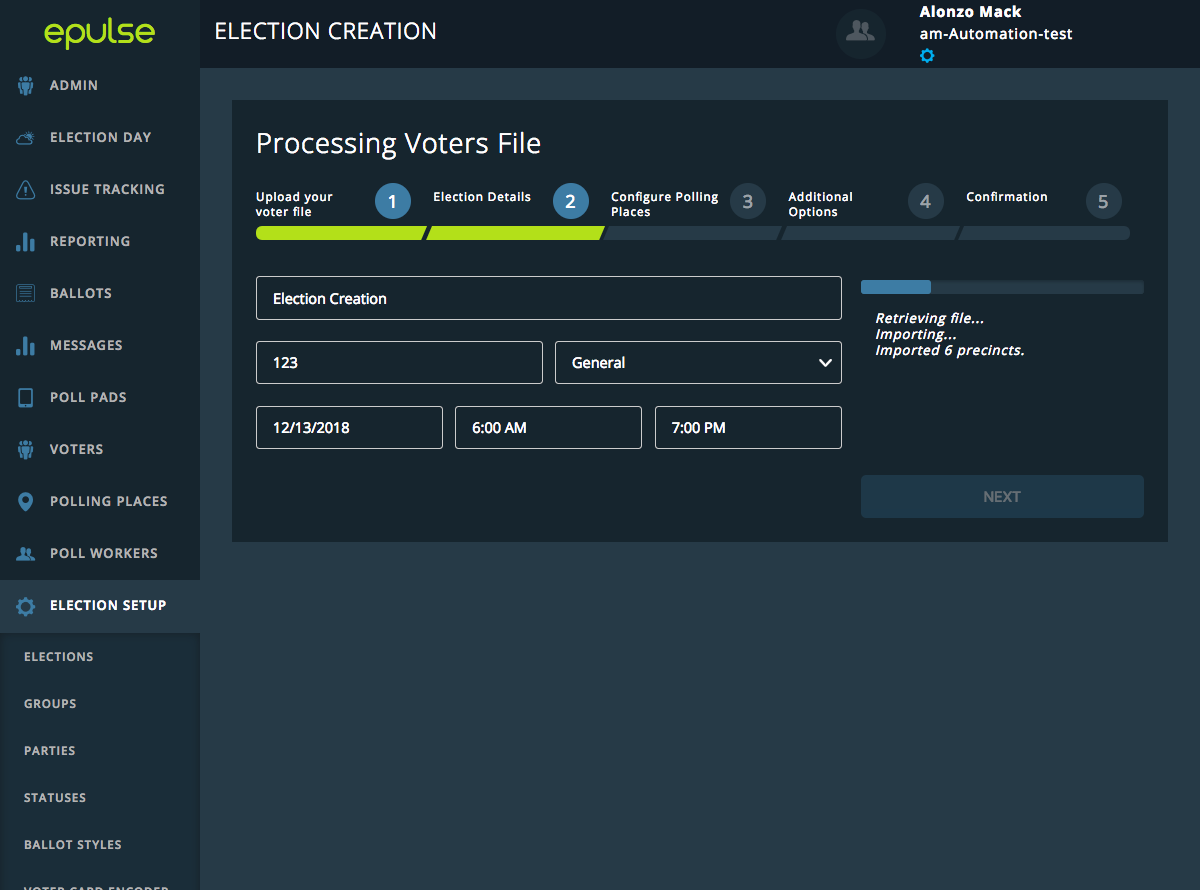 epulse
ELECTION CREATION
Alonzo Mack
am-Automation-test
ADMIN
ELECTION DAY
ISSUE TRACKING
REPORTING
BALLOTS
MESSAGES
POLL PADS
VOTERS
POLLING PLACES
POLL WORKERS
ELECTION SETUP
ELECTIONS
GROUPS
PARTIES
STATUSES
BALLOT STYLES
VOTER CARD ENCODER
Processing Voters File
Upload your
voter file
1
Election Details
2
Configure Polling
Places
3
Additional
Options
4
Confirmation
5
Election Creation
123
General
12/13/2018
6:00 AM
7:00 PM
Retrieving file...
Importing...
Imported 6 precincts.
NEXT